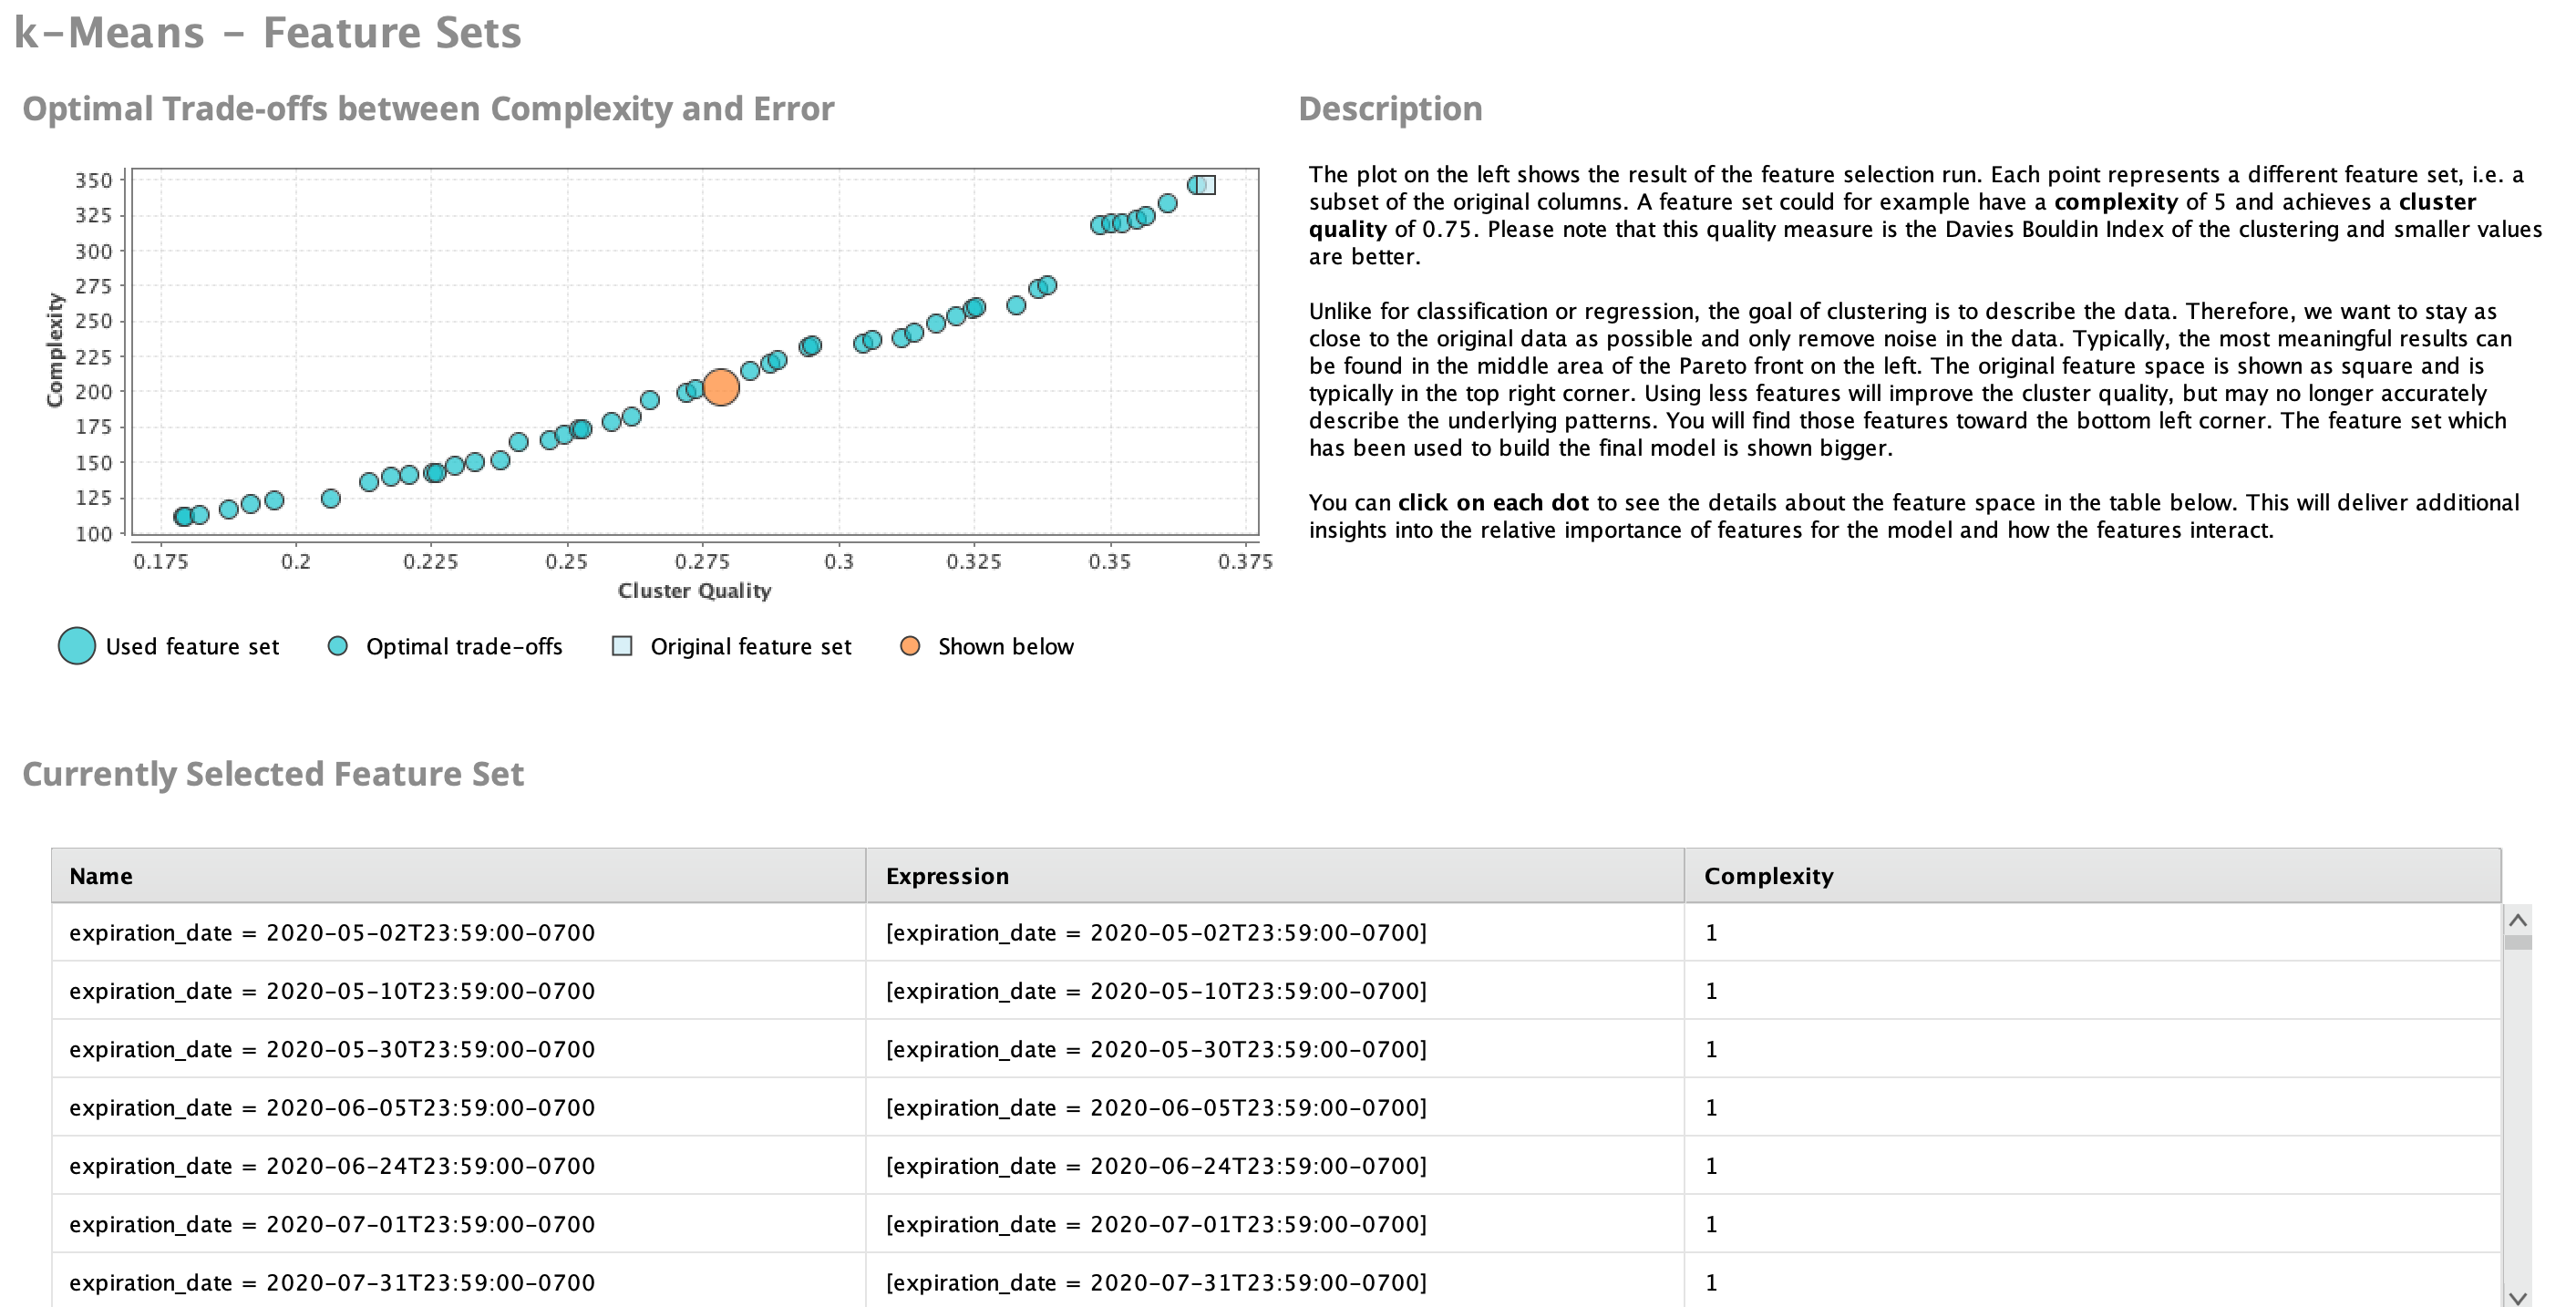 k-Means - Feature Sets
Optimal Trade-offs between Complexity and Error
350
325
300
275
250
225
200
175
150
125
100
Complexity
0.175 0.2 0.225 0.25 0.275 0.3 0.325 0.35 0.375
Cluster Quality
Used feature set Optimal trade-offs Original feature set Shown below
Description
The plot on the left shows the result of the feature selection run. Each point represents a different feature set, i.e. a
subset of the original columns. A feature set could for example have a complexity of 5 and achieves a cluster
quality of 0.75. Please note that this quality measure is the Davies Bouldin Index of the clustering and smaller values
are better.
Unlike for classification or regression, the goal of clustering is to describe the data. Therefore, we want to stay as
close to the original data as possible and only remove noise in the data. Typically, the most meaningful results can
be found in the middle area of the Pareto front on the left. The original feature space is shown as square and is
typically in the top right corner. Using less features will improve the cluster quality, but may no longer accurately
describe the underlying patterns. You will find those features toward the bottom left corner. The feature set which
has been used to build the final model is shown bigger.
You can click on each dot to see the details about the feature space in the table below. This will deliver additional
insights into the relative importance of features for the model and how the features interact.
Currently Selected Feature Set
Name Expression Complexity
expiration_date = 2020-05-02T23:59:00-0700 [expiration_date = 2020-05-02T23:59:00-0700] 1
expiration_date = 2020-05-10T23:59:00-0700 [expiration_date = 2020-05-10T23:59:00-0700] 1
expiration_date = 2020-05-30T23:59:00-0700 [expiration_date = 2020-05-30T23:59:00-0700] 1
expiration_date = 2020-06-05T23:59:00-0700 [expiration_date = 2020-06-05T23:59:00-0700] 1
expiration_date = 2020-06-24T23:59:00-0700 [expiration_date = 2020-06-24T23:59:00-0700] 1
expiration_date = 2020-07-01T23:59:00-0700 [expiration_date = 2020-07-01T23:59:00-0700] 1
expiration_date = 2020-07-31T23:59:00-0700 [expiration_date = 2020-07-31T23:59:00-0700] 1